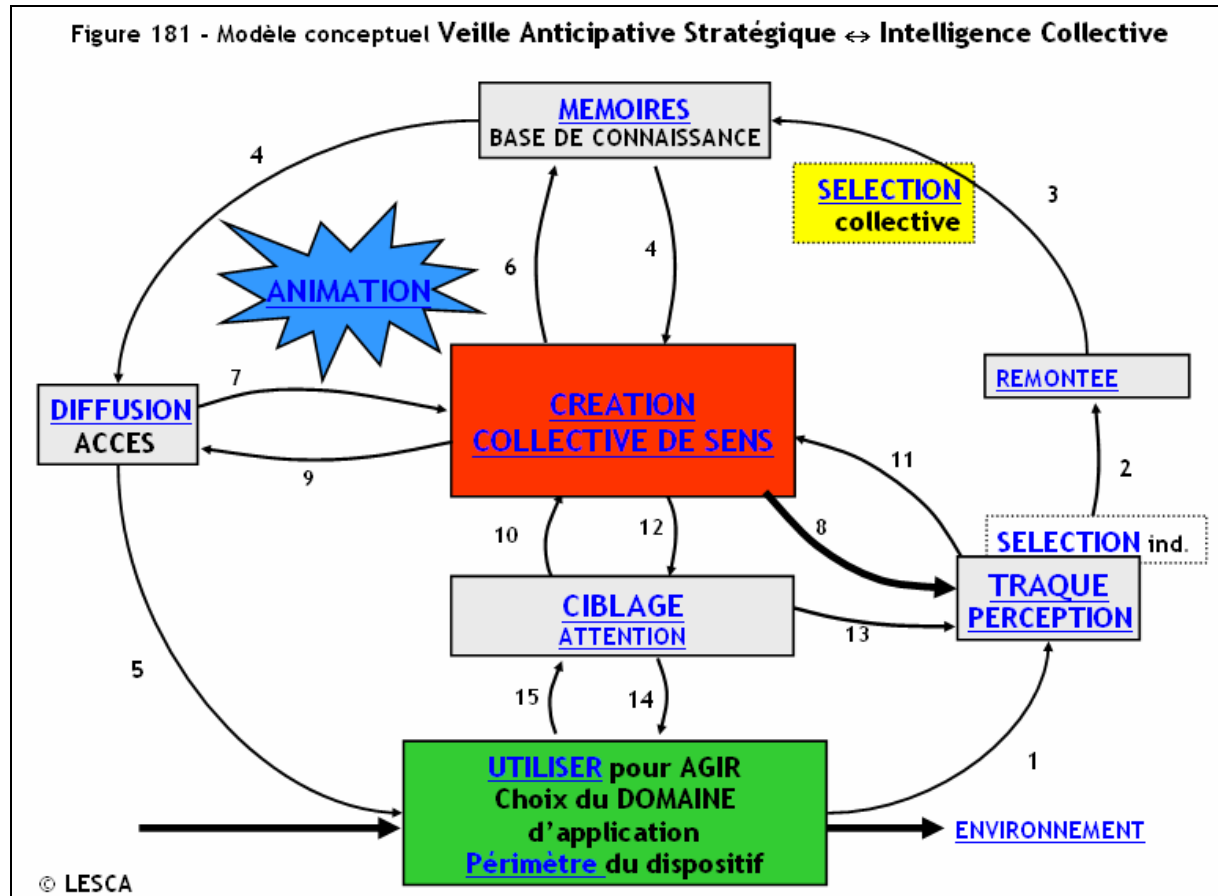 Figure 181 - Modèle conceptuel Veille Anticipative Stratégique ⇔ Intelligence Collective
MEMOIRES
BASE DE CONNAISSANCE
4
SELECTION
collective
3
6
4
ANIMATION
7
CREATION
COLLECTIVE DE SENS
REMONTEE
DIFFUSION
ACCES
9
11
2
10
12
8
SELECTION ind.
TRAQUE
PERCEPTION
CIBLAGE
ATTENTION
13
5
15
14
1
UTILISER pour AGIR
Choix du DOMAINE
d’application
Périmètre du dispositif
ENVIRONNEMENT
© LESCA